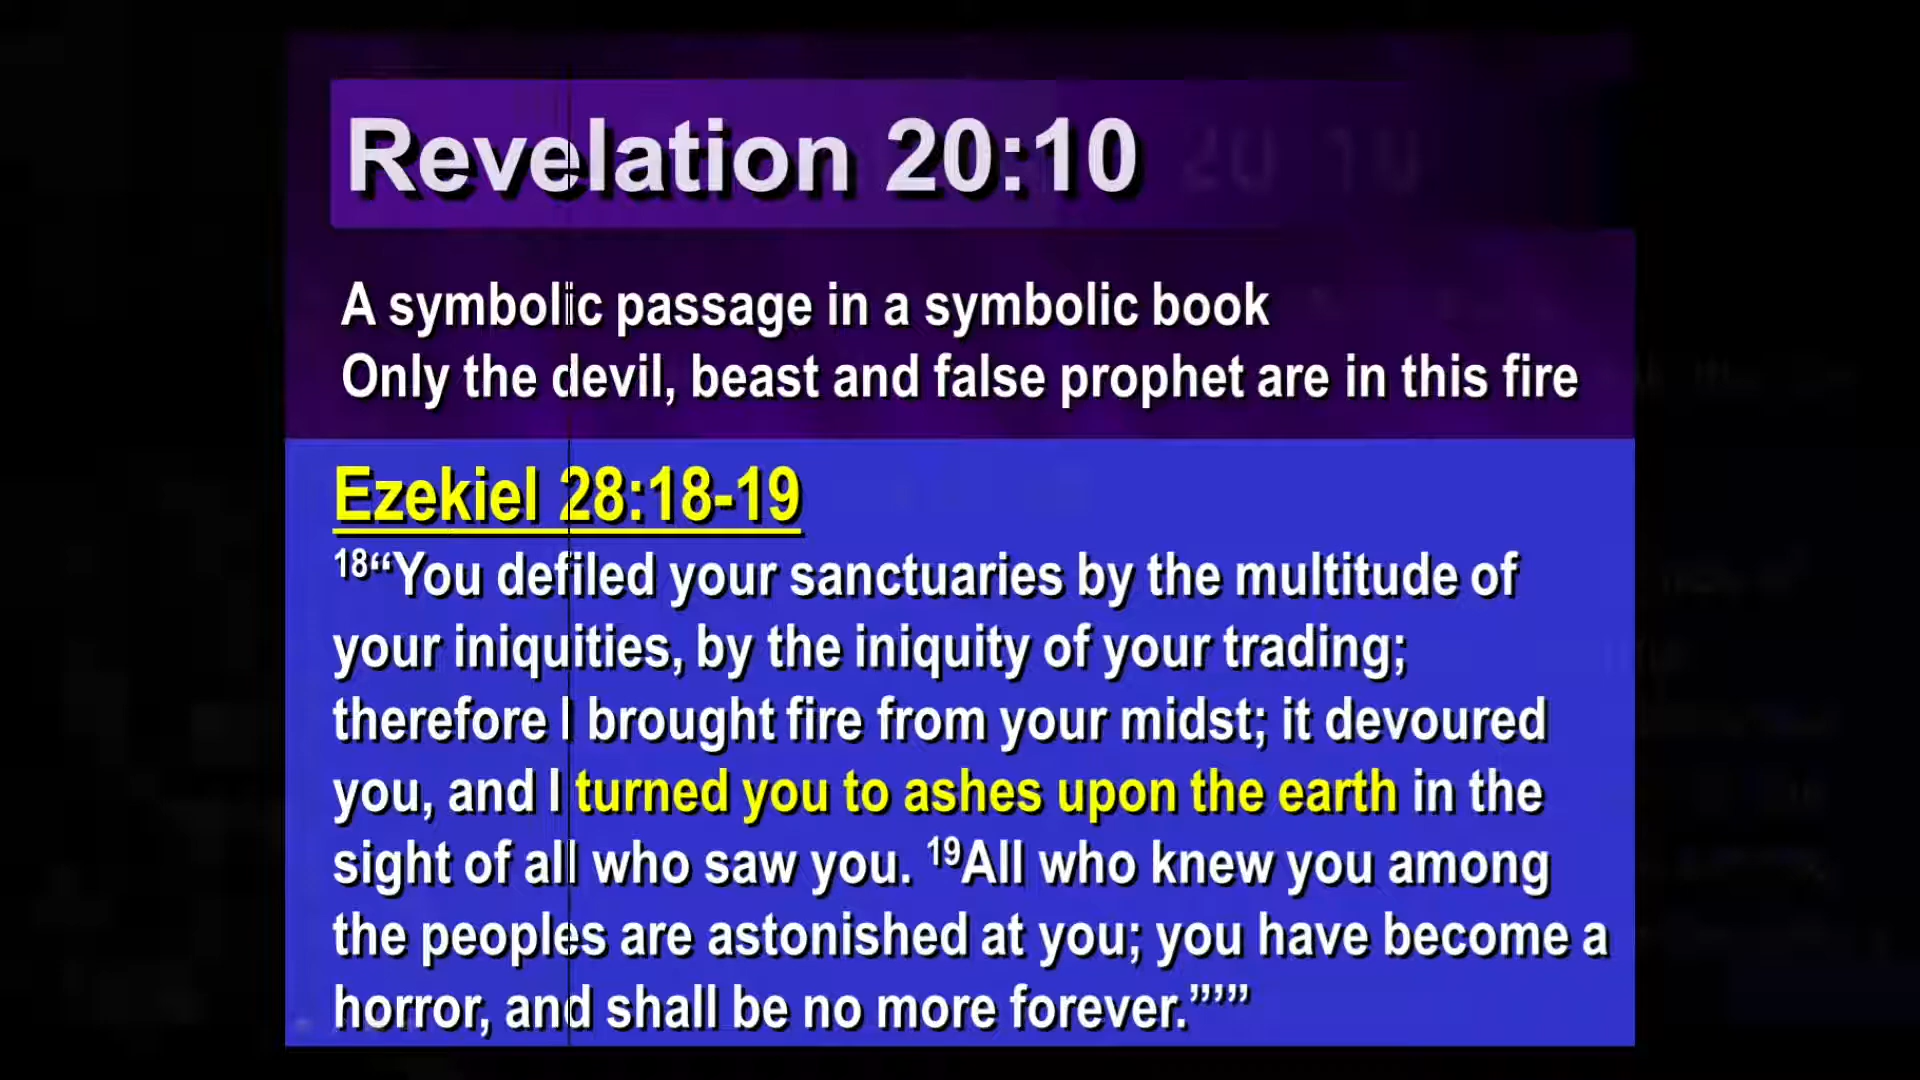 Revelation 20:10
A symbolic passage in a symbolic book
Only the devil, beast and false prophet are in this fire
Ezekiel 28:18-19
18“You defiled your sanctuaries by the multitude of
your iniquities, by the iniquity of your trading;
therefore I brought fire from your midst; it devoured
you, and I turned you to ashes upon the earth in the
sight of all who saw you. 19All who knew you among
the peoples are astonished at you; you have become a
horror, and shall be no more forever.”’”